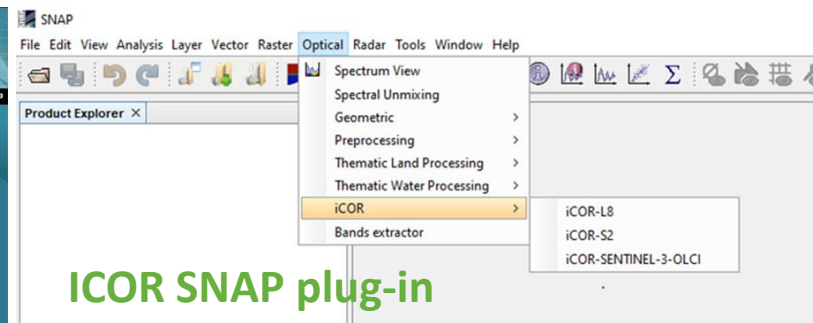 SNAP
File Edit View Analysis Layer Vector Raster Optical Radar Tools Window Help
Spectrum View
Spectral Unmixing
Product Explorer ×
Geometric
Preprocessing
Thematic Land Processing
Thematic Water Processing
iCOR
iCOR-L8
iCOR-S2
iCOR-SENTINEL-3-OLCI
Bands extractor
ICOR SNAP plug-in